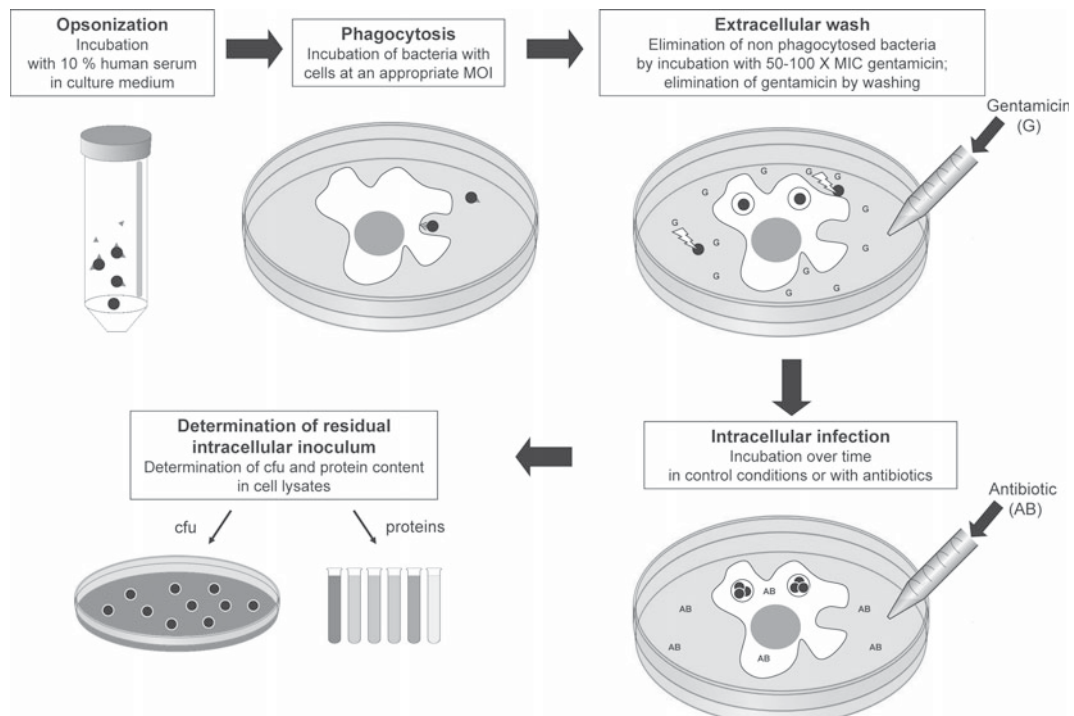 Opsonization
Incubation
with 10 % human serum
in culture medium
Phagocytosis
Incubation of bacteria with
cells at an appropriate MOI
Extracellular wash
Elimination of non phagocytosed bacteria
by incubation with 50-100 X MIC gentamicin;
elimination of gentamicin by washing
Gentamicin
(G)
G
G
G
G
G
G
G
G
G
G
G
Intracellular infection
Incubation over time
in control conditions or with antibiotics
Antibiotic
(AB)
AB
AB
AB
AB
AB
AB
Determination of residual
intracellular inoculum
Determination of cfu and protein content
in cell lysates
cfu
proteins